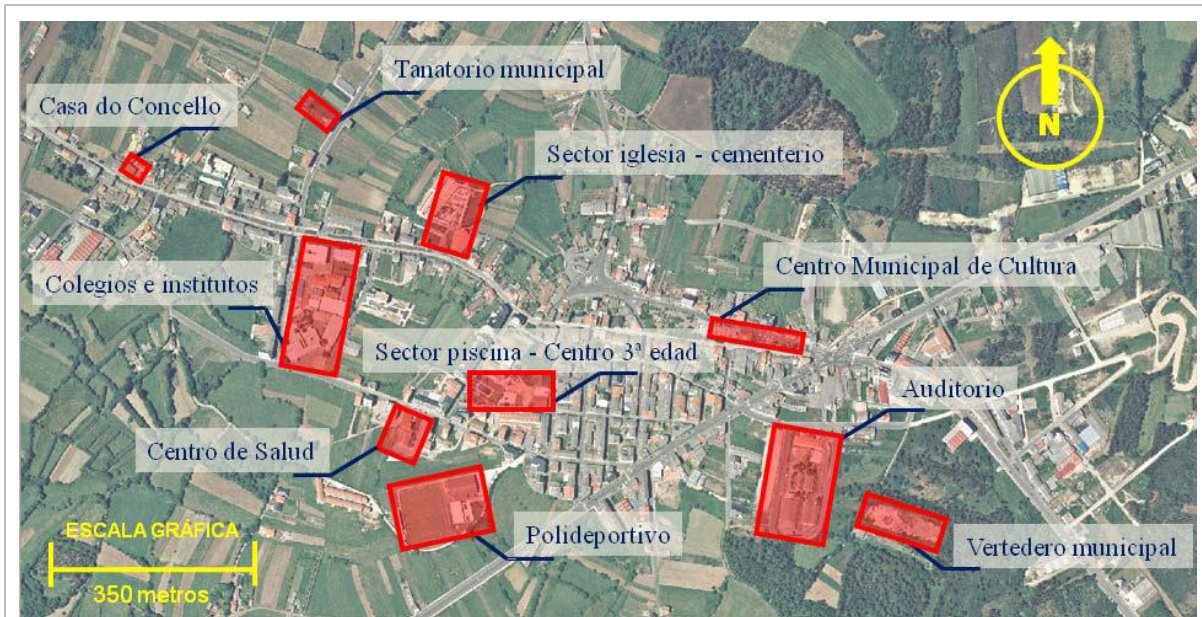 Tanatorio municipal
Casa do Concello
N
Sector iglesia - cementerio
Centro Municipal de Cultura
Colegios e institutos
Sector piscina - Centro 3ª edad
Auditorio
Centro de Salud
ESCALA GRÁFICA
350 metros
Polideportivo
Vertedero municipal